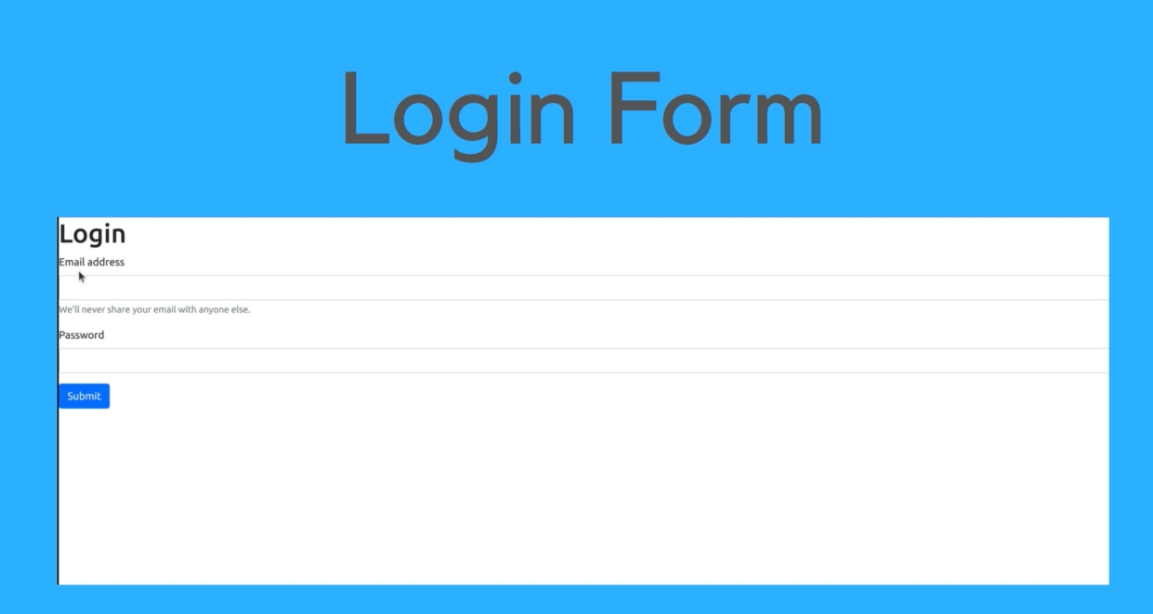 Login Form
Login
Email address
We'll never share your email with anyone else.
Password
Submit